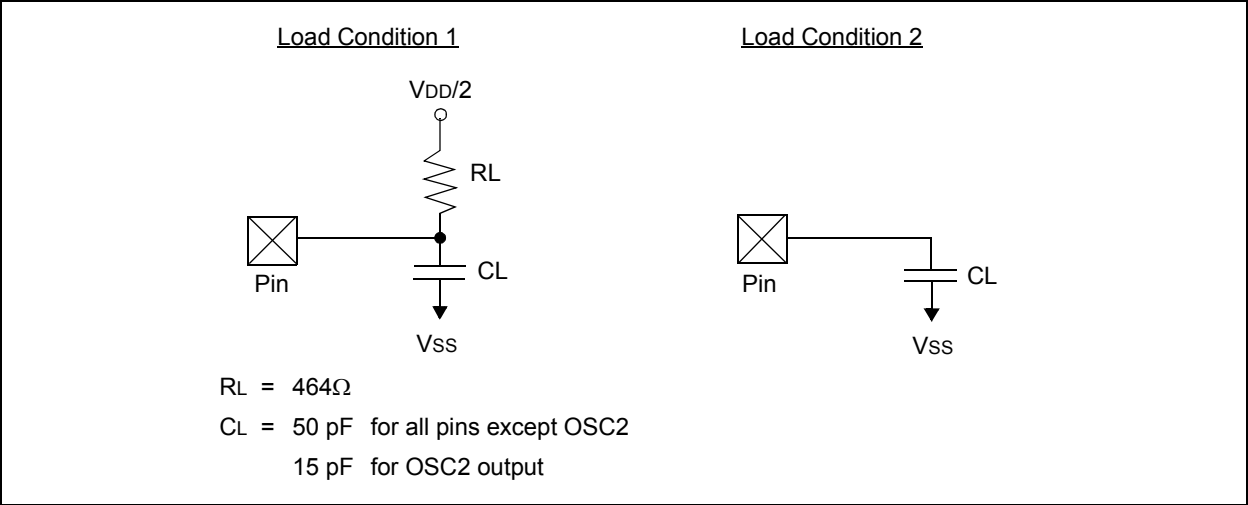 Load Condition 1
Load Condition 2
VDD/2
RL
CL
Pin
VSS
CL
Pin
VSS
RL = 464Ω
CL = 50 pF for all pins except OSC2
15 pF for OSC2 output